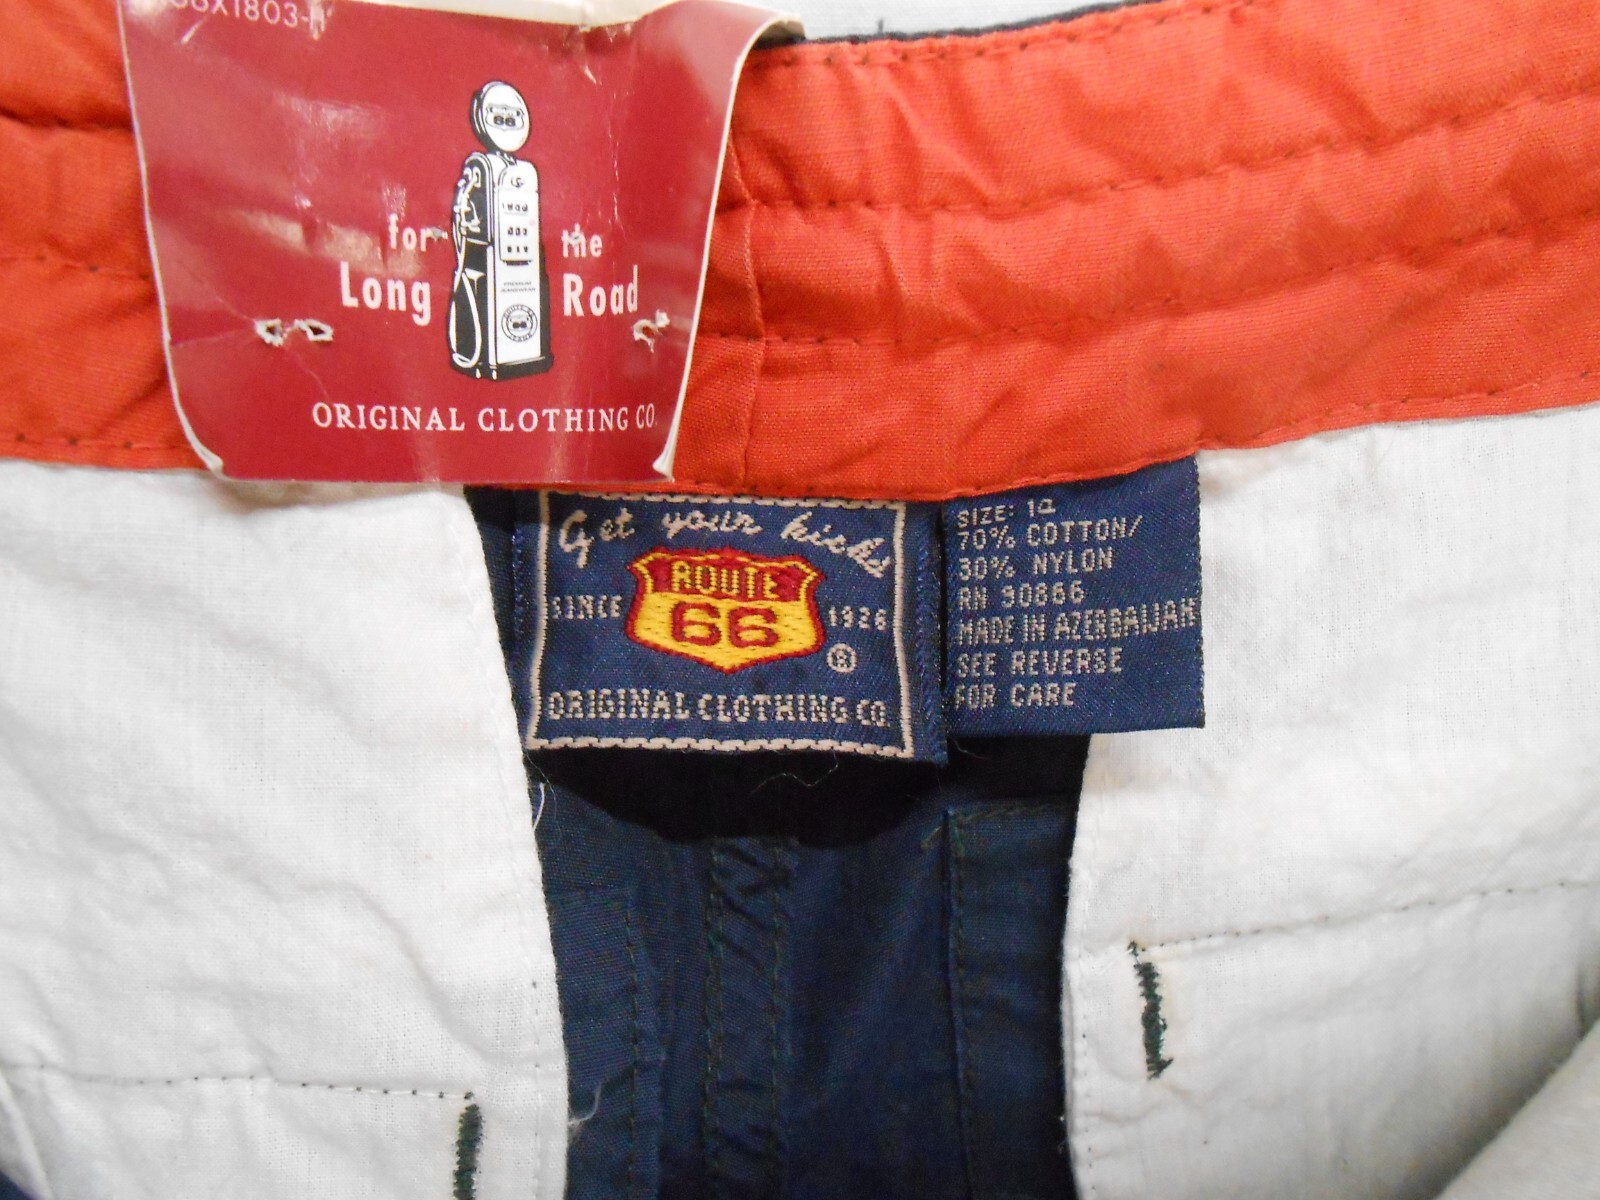 66
for the
Long Road
ORIGINAL CLOTHING CO.
Get your kicks
ROUTE
66
SINCE 1926
®
ORIGINAL CLOTHING CO.
SIZE: 12
70% COTTON/
30% NYLON
RN 90866
MADE IN AZERBAIJAN
SEE REVERSE
FOR CARE